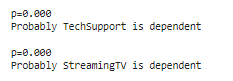 p=0.000
Probably TechSupport is dependent
p=0.000
Probably StreamingTV is dependent